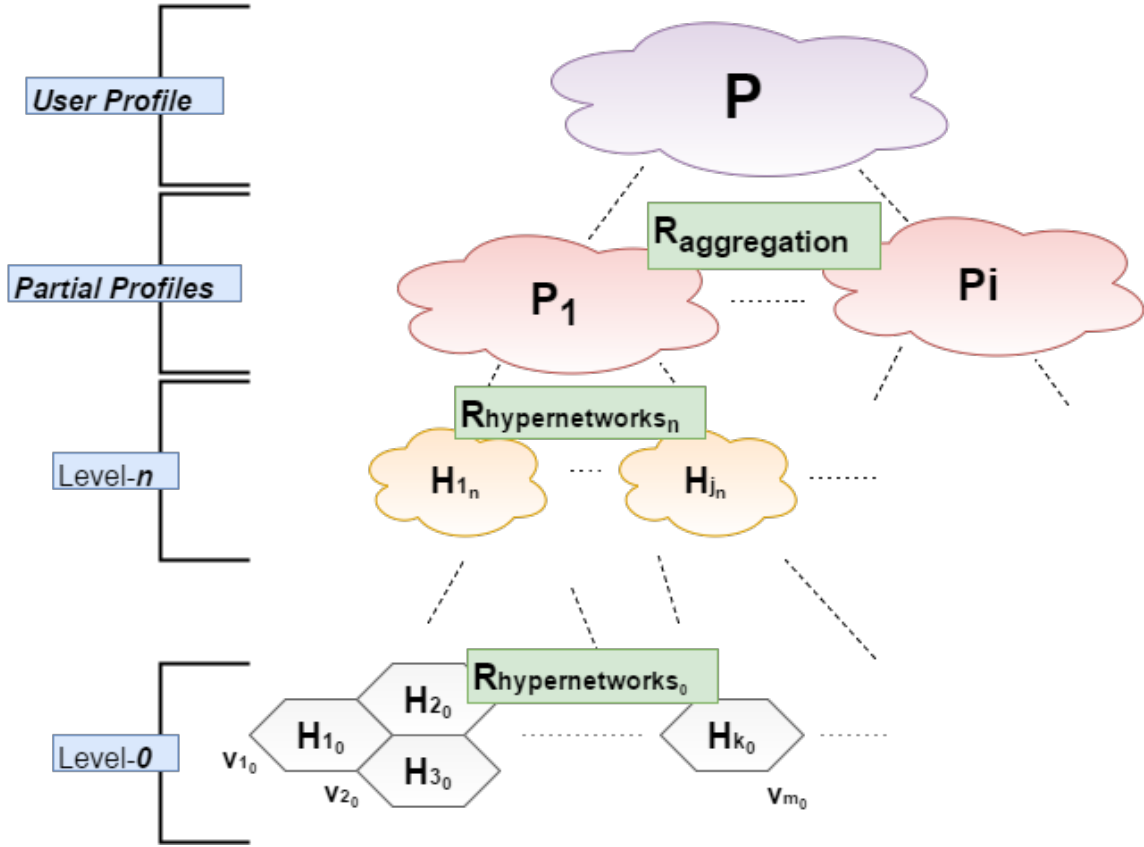 User Profile
P
R aggregation
Partial Profiles
P1
Pi
Rhypernetworksn
Level-n
H1n
Hjn
Rhypernetworks0
Level-0
H10
H20
H30
Hk0
v10
v20
vm0